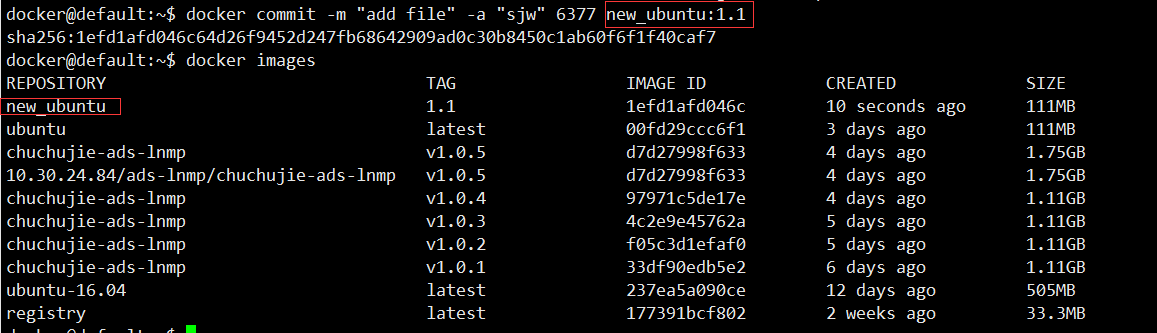 docker@default:~$ docker commit -m "add file" -a "sjw" 6377 new_ubuntu:1.1
sha256:1efd1afd046c64d26f9452d247fb68642909ad0c30b8450c1ab60f6f1f40caf7
docker@default:~$ docker images
REPOSITORY TAG IMAGE ID CREATED SIZE
new_ubuntu 1.1 1efd1afd046c 10 seconds ago 111MB
ubuntu latest 00fd29ccc6f1 3 days ago 111MB
chuchujie-ads-lnmp v1.0.5 d7d27998f633 4 days ago 1.75GB
10.30.24.84/ads-lnmp/chuchujie-ads-lnmp v1.0.5 d7d27998f633 4 days ago 1.75GB
chuchujie-ads-lnmp v1.0.4 97971c5de17e 4 days ago 1.11GB
chuchujie-ads-lnmp v1.0.3 4c2e9e45762a 5 days ago 1.11GB
chuchujie-ads-lnmp v1.0.2 f05c3d1efaf0 5 days ago 1.11GB
chuchujie-ads-lnmp v1.0.1 33df90edb5e2 6 days ago 1.11GB
ubuntu-16.04 latest 237ea5a090ce 12 days ago 505MB
registry latest 177391bcf802 2 weeks ago 33.3MB
docker@default:~$